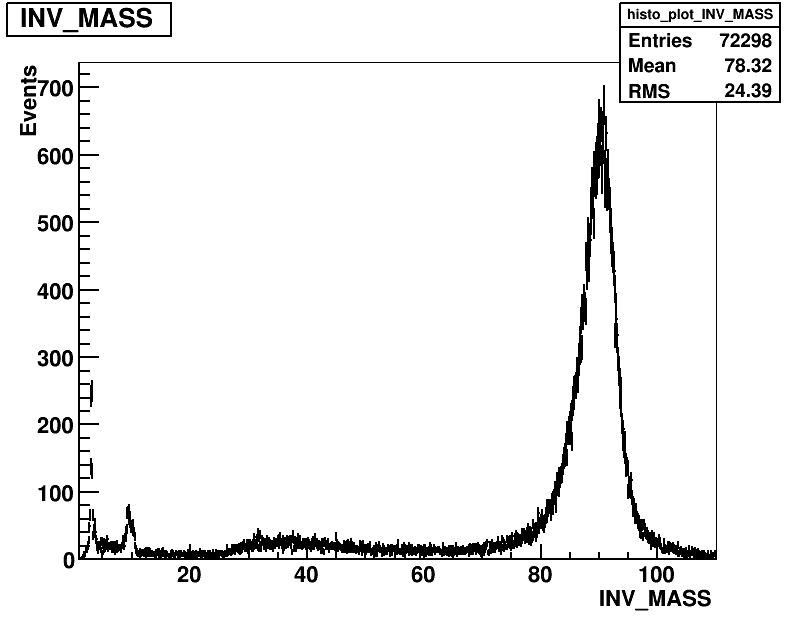 INV_MASS
histo_plot_INV_MASS
Entries 72298
Mean 78.32
RMS 24.39
Events
700
600
500
400
300
200
100
0
20 40 60 80 100
INV_MASS